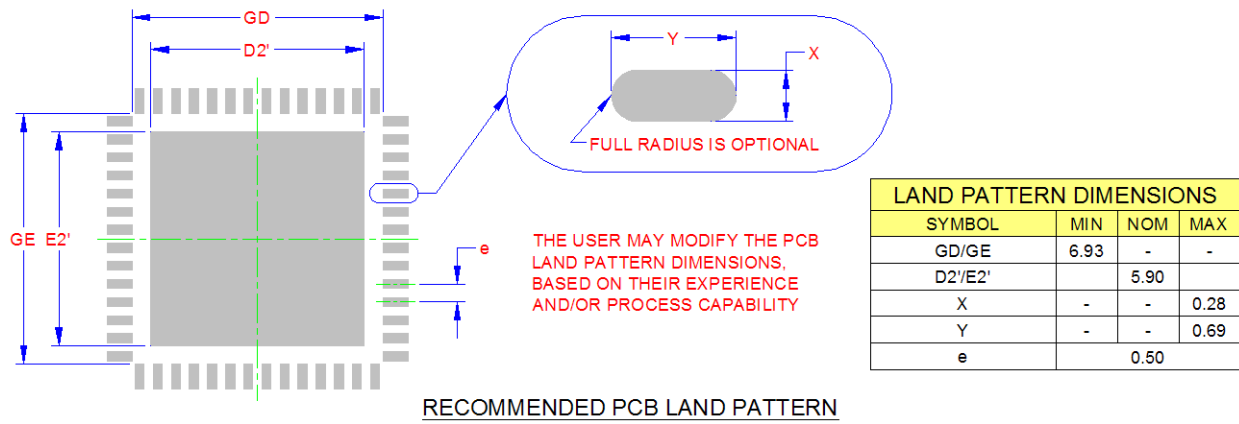 GD
D2'
Y
X
FULL RADIUS IS OPTIONAL
GE E2'
e
THE USER MAY MODIFY THE PCB
LAND PATTERN DIMENSIONS,
BASED ON THEIR EXPERIENCE
AND/OR PROCESS CAPABILITY
LAND PATTERN DIMENSIONS
SYMBOL MIN NOM MAX
GD/GE 6.93 - -
D2'/E2' 5.90
X - - 0.28
Y - - 0.69
e 0.50
RECOMMENDED PCB LAND PATTERN